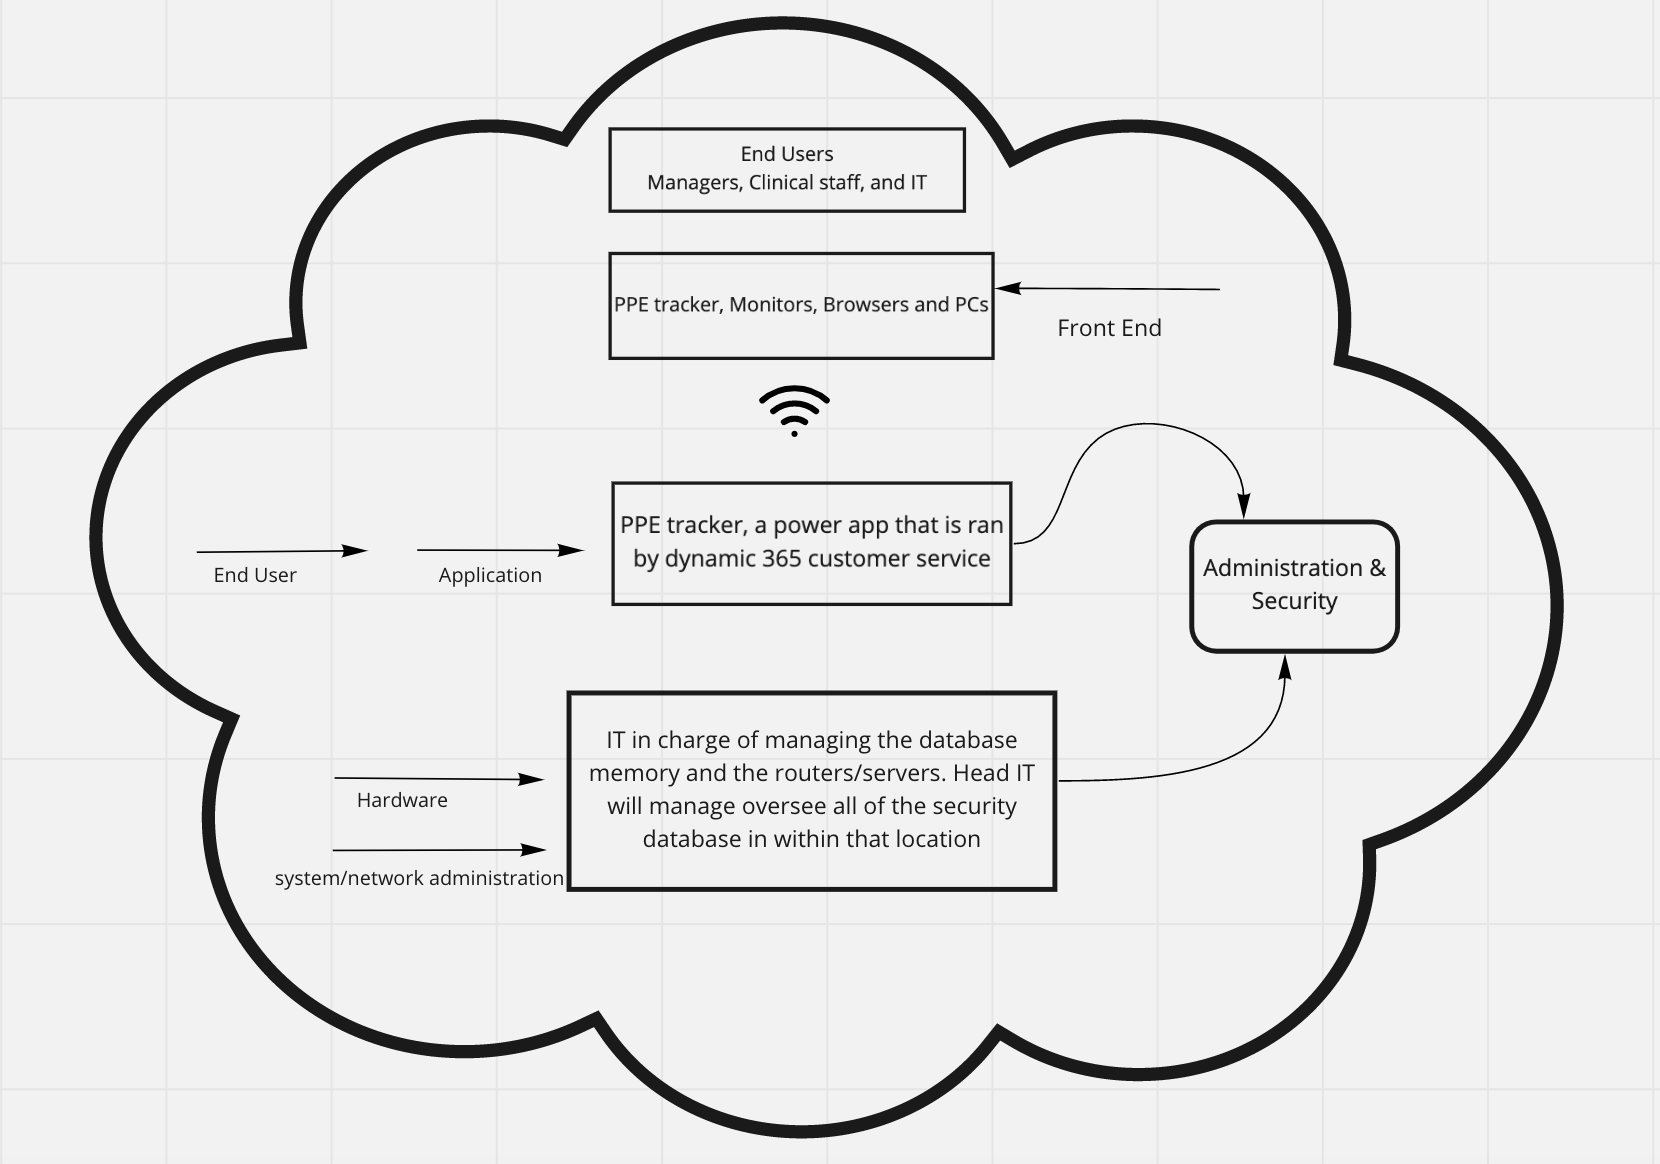 End Users
Managers, Clinical staff, and IT
PPE tracker, Monitors, Browsers and PCs
Front End
PPE tracker, a power app that is ran
by dynamic 365 customer service
End User
Application
Administration &
Security
IT in charge of managing the database
memory and the routers/servers. Head IT
will manage oversee all of the security
database in within that location
Hardware
system/network administration